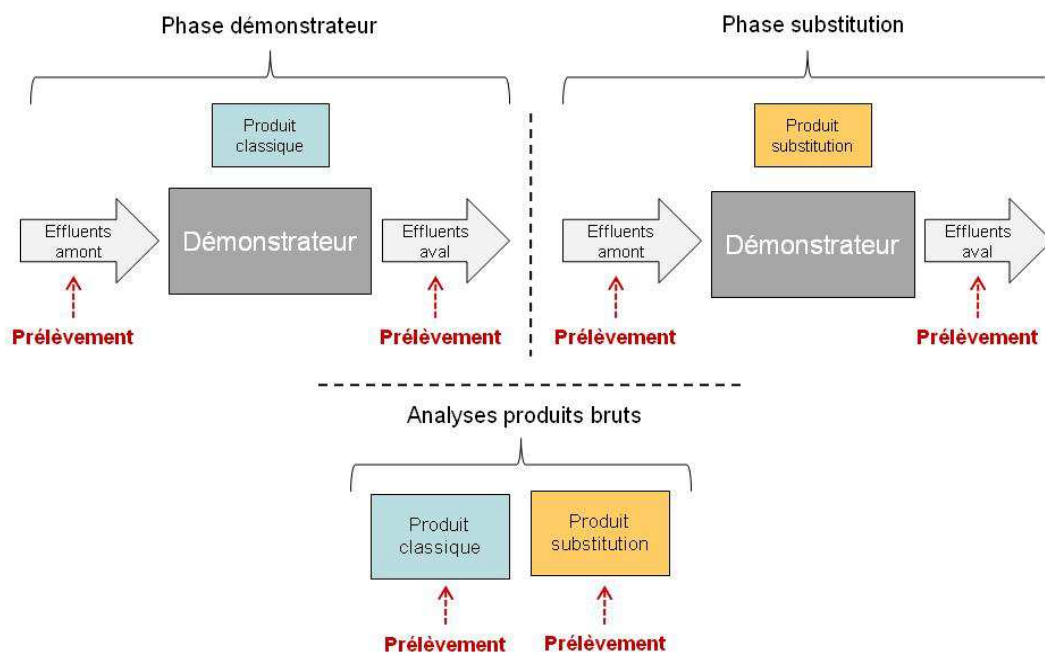 Phase démonstrateur
Produit
classique
Effluents
amont
Démonstrateur
Effluents
aval
Prélèvement
Prélèvement
Phase substitution
Produit
substitution
Effluents
amont
Démonstrateur
Effluents
aval
Prélèvement
Prélèvement
Analyses produits bruts
Produit
classique
Produit
substitution
Prélèvement
Prélèvement